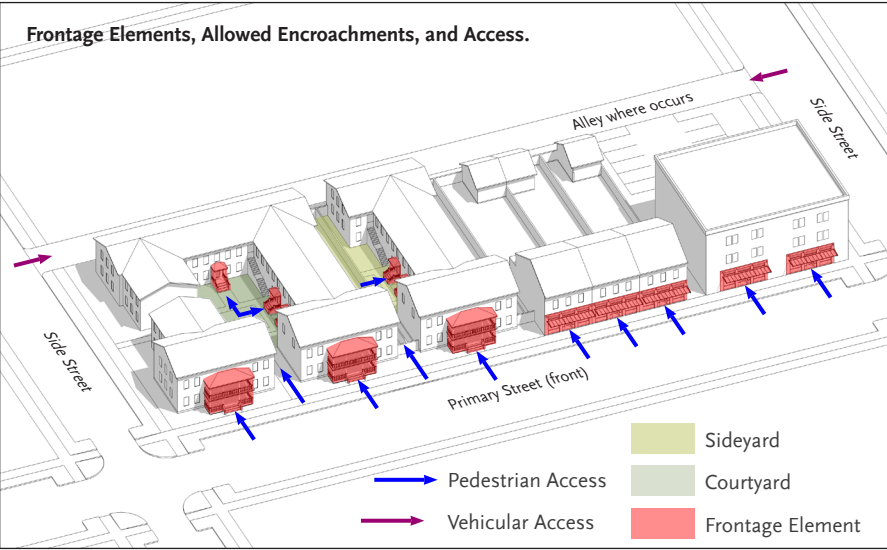 Frontage Elements, Allowed Encroachments, and Access.
Alley where occurs
Side Street
Side Street
Primary Street (front)
Sideyard
Pedestrian Access
Courtyard
Vehicular Access
Frontage Element